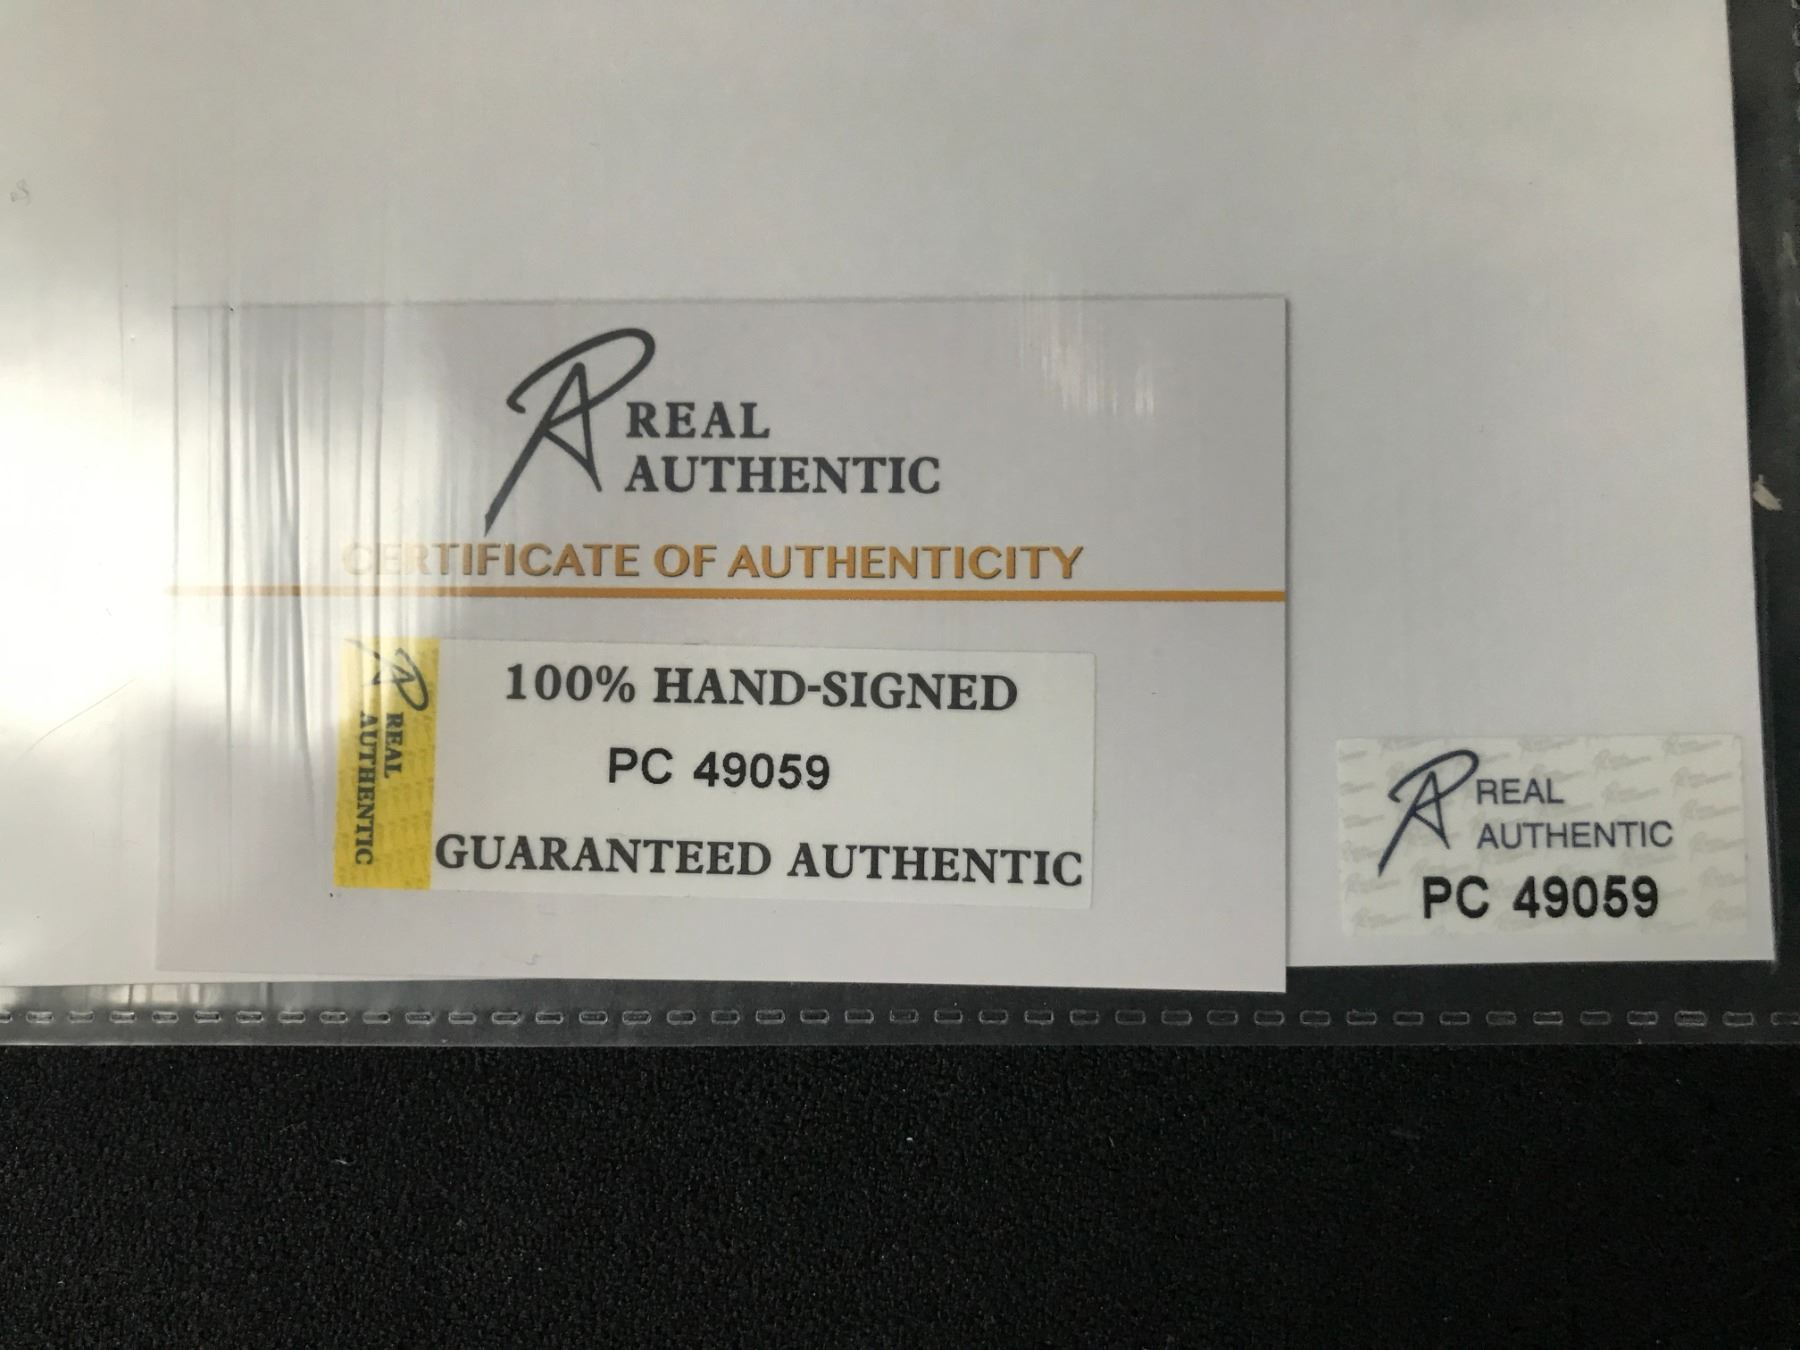 REAL
AUTHENTIC
CERTIFICATE OF AUTHENTICITY
REAL
AUTHENTIC
100% HAND-SIGNED
PC 49059
GUARANTEED AUTHENTIC
REAL
AUTHENTIC
PC 49059